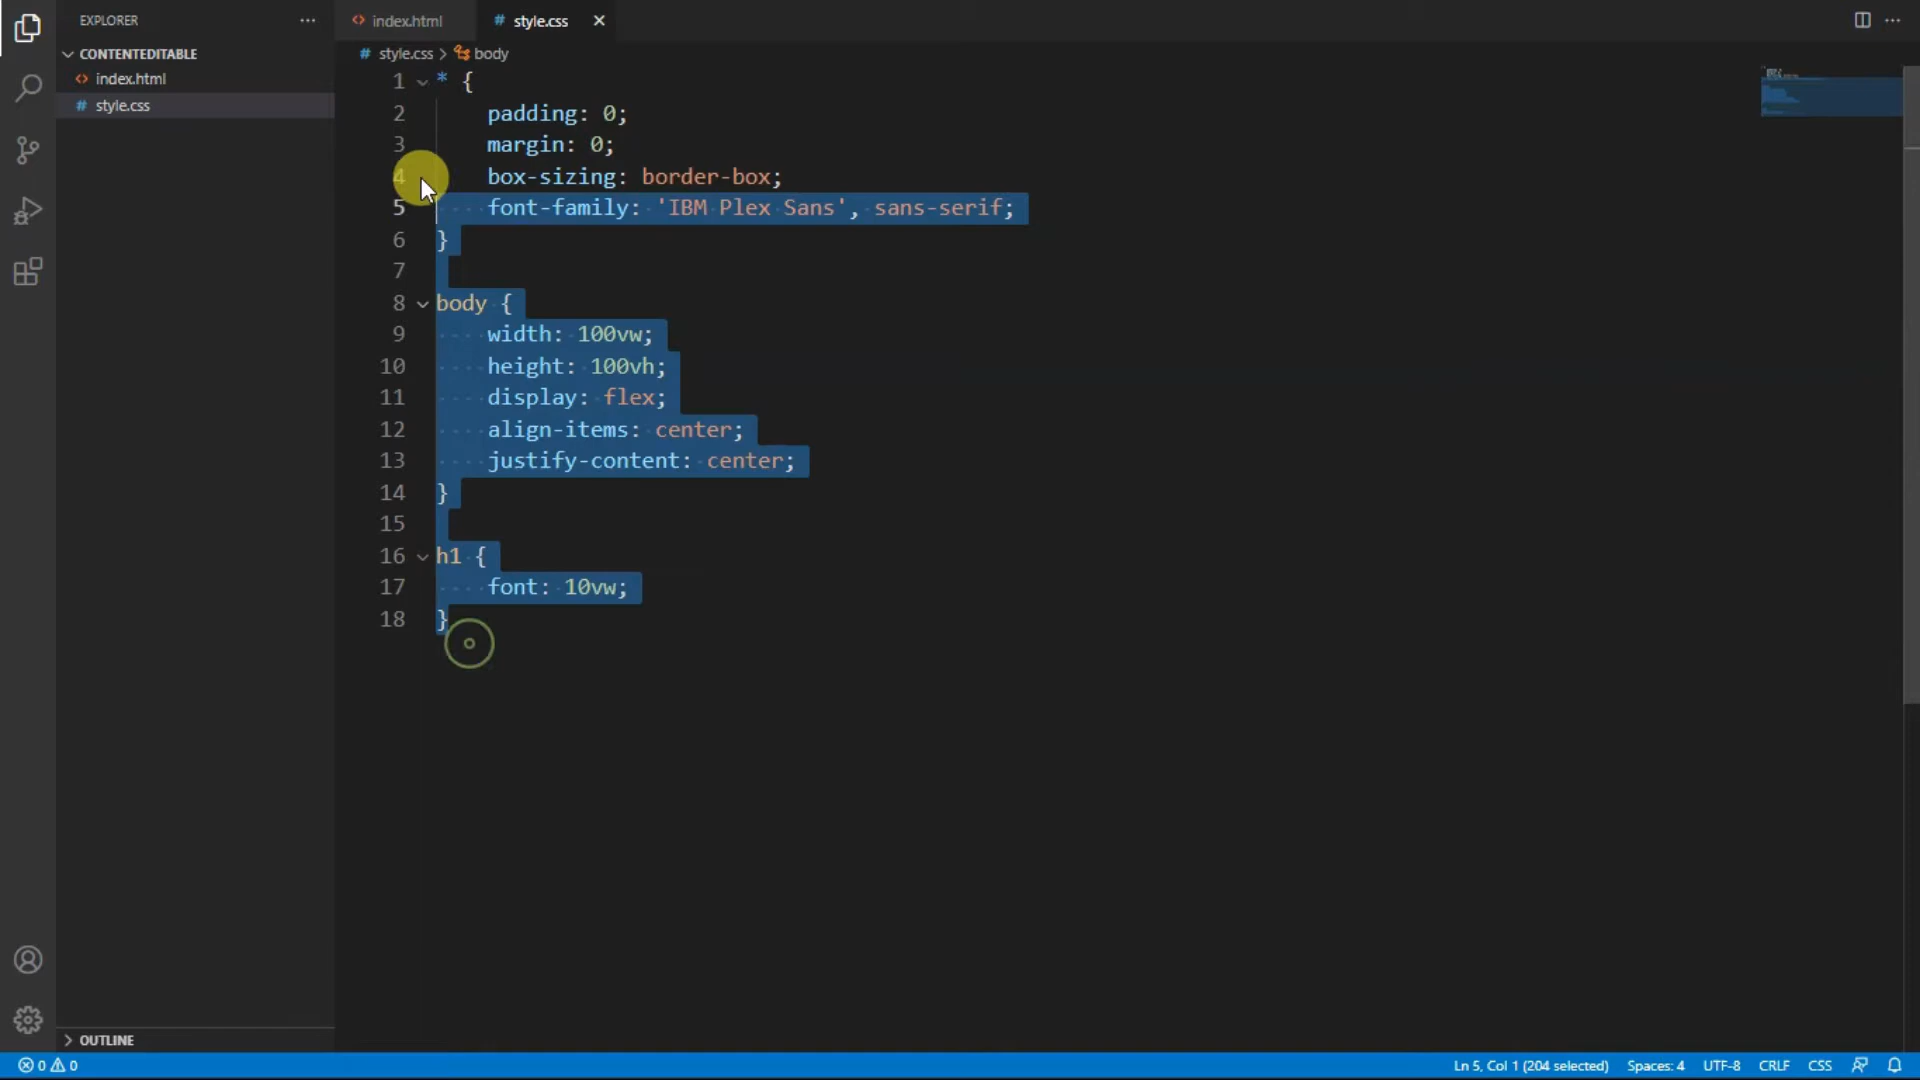 EXPLORER
CONTENTEDITABLE
index.html
# style.css
OUTLINE
index.html
# style.css
# style.css > body
1 * {
2 padding: 0;
3 margin: 0;
4 box-sizing: border-box;
5 font-family: 'IBM Plex Sans', sans-serif;
6 }
7
8 body {
9 width: 100vw;
10 height: 100vh;
11 display: flex;
12 align-items: center;
13 justify-content: center;
14 }
15
16 h1 {
17 font: 10vw;
18 }
0 0
Ln 5, Col 1 (204 selected) Spaces: 4 UTF-8 CRLF CSS